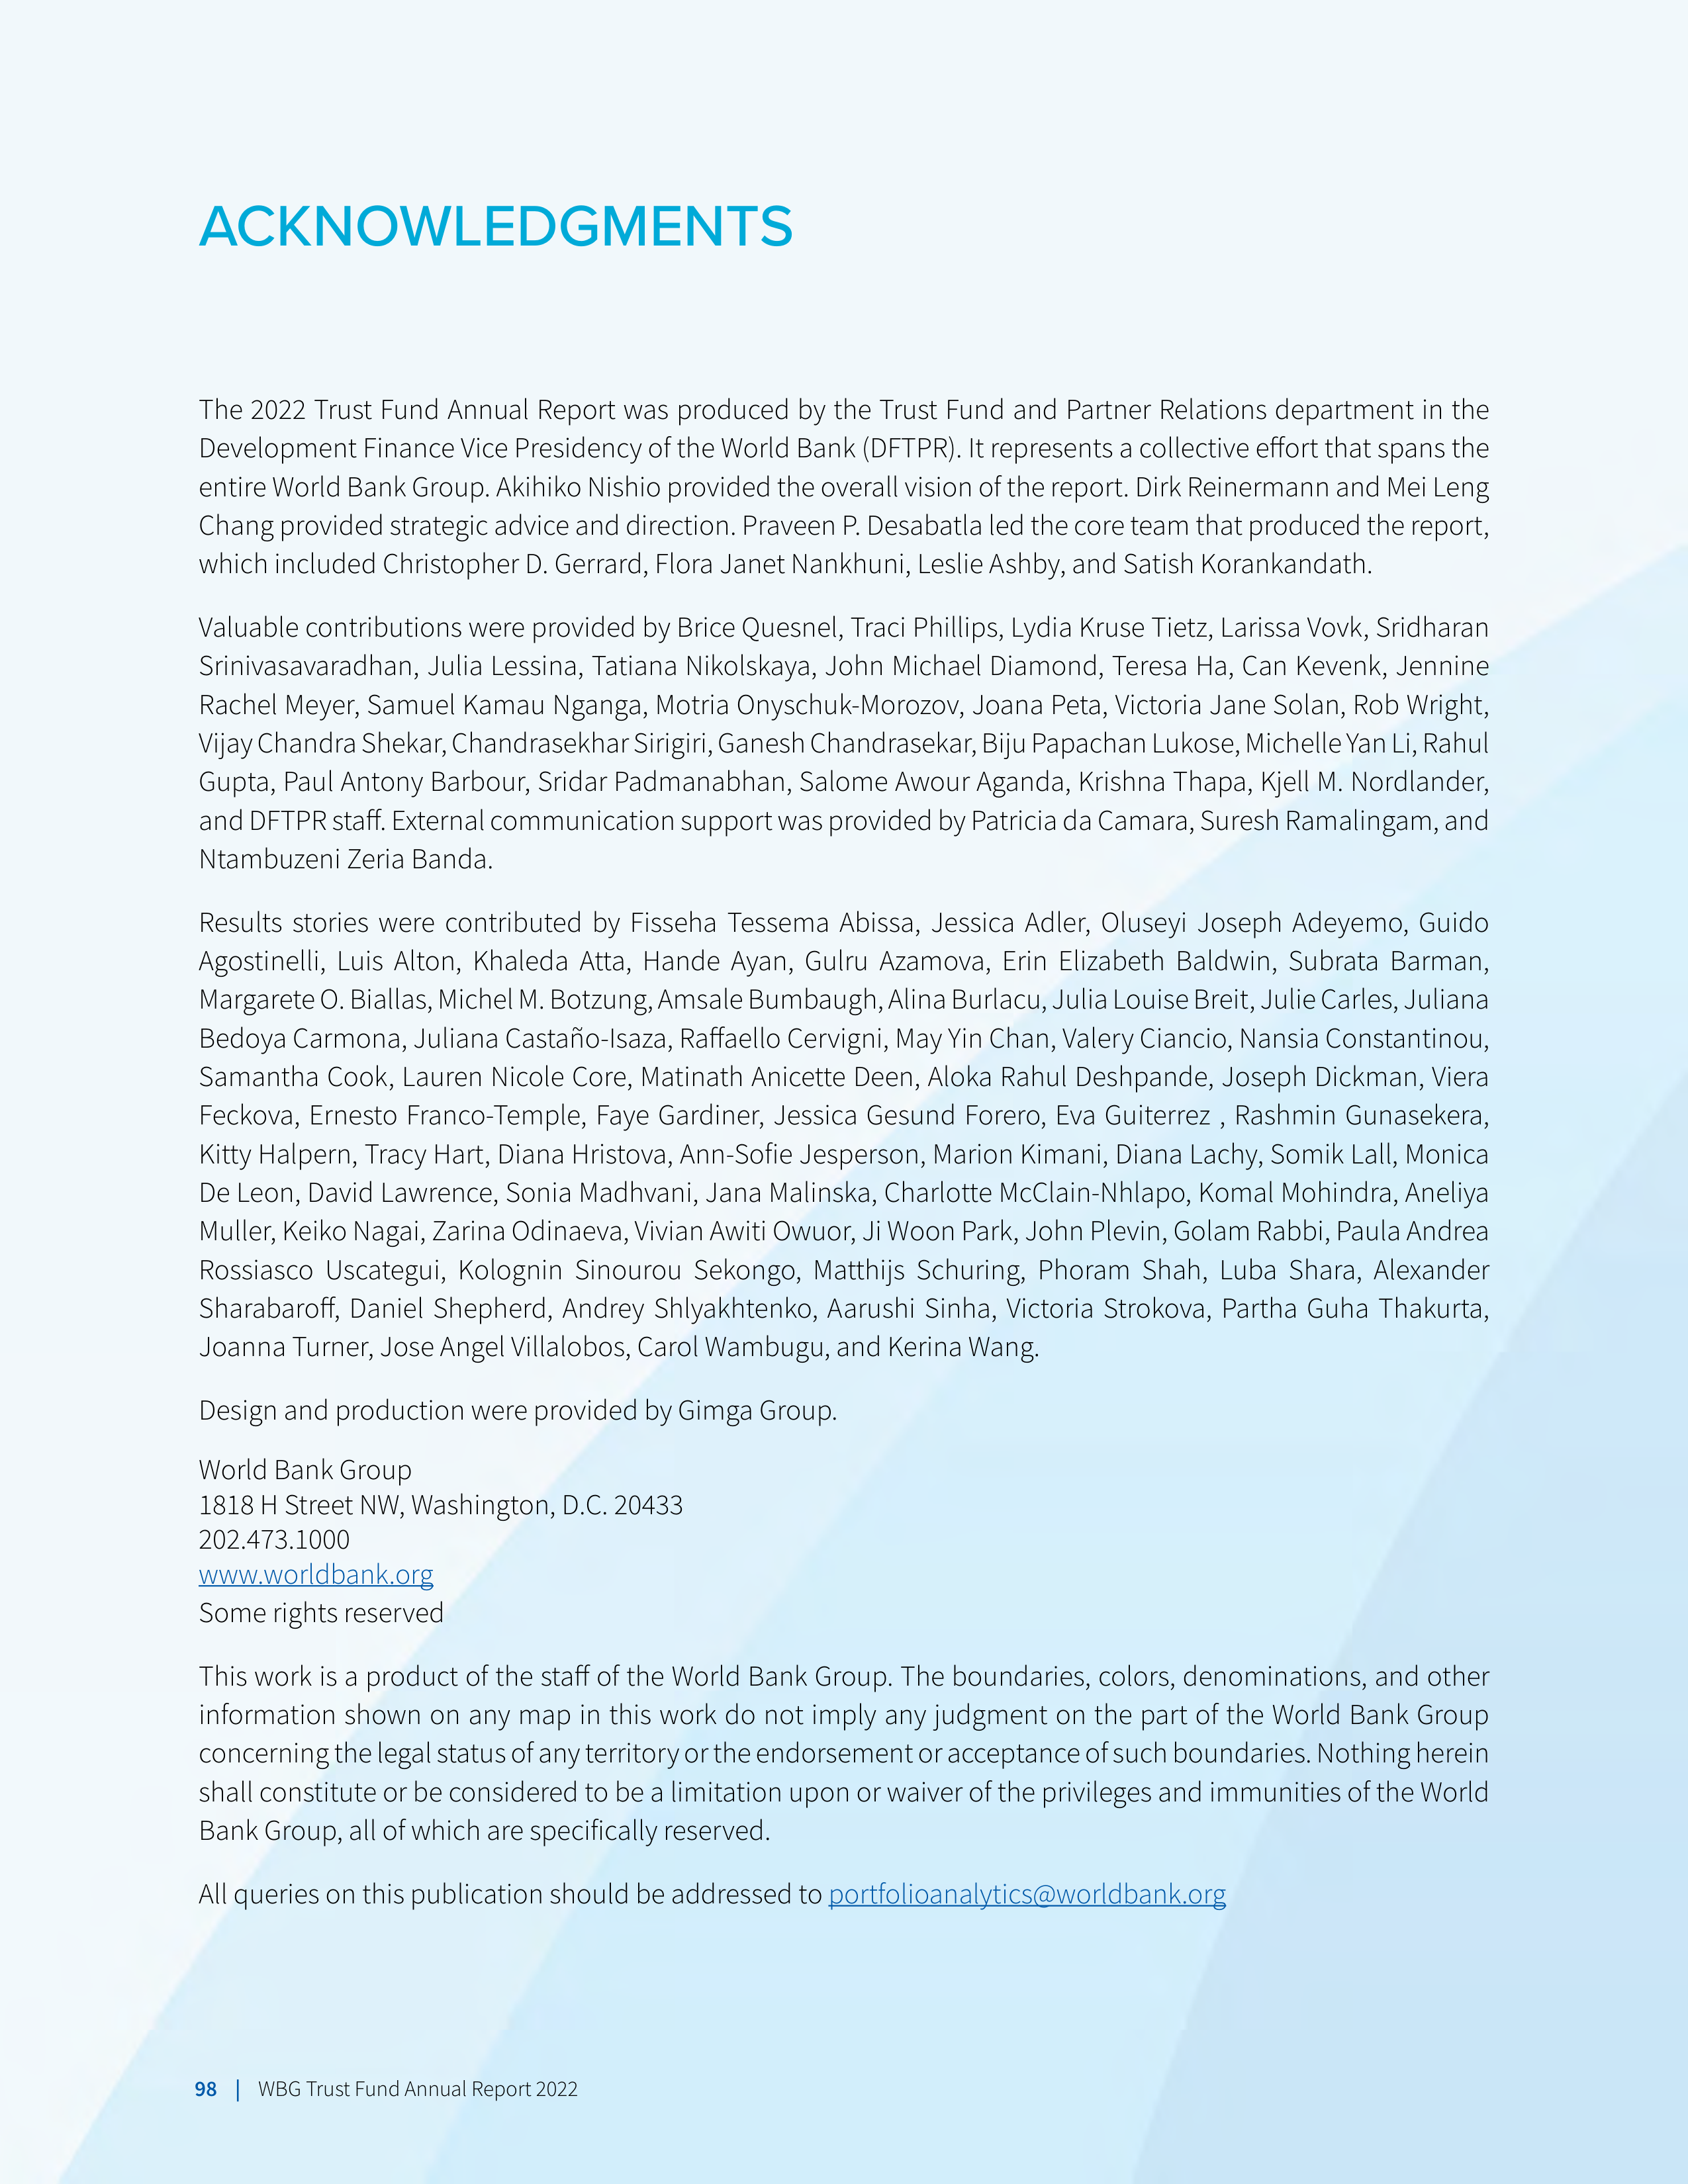 ACKNOWLEDGMENTS
The 2022 Trust Fund Annual Report was produced by the Trust Fund and Partner Relations department in the
Development Finance Vice Presidency of the World Bank (DFTPR). It represents a collective effort that spans the
entire World Bank Group. Akihiko Nishio provided the overall vision of the report. Dirk Reinermann and Mei Leng
Chang provided strategic advice and direction. Praveen P. Desabatla led the core team that produced the report,
which included Christopher D. Gerrard, Flora Janet Nankhuni, Leslie Ashby, and Satish Korankandath.
Valuable contributions were provided by Brice Quesnel, Traci Phillips, Lydia Kruse Tietz, Larissa Vovk, Sridharan
Srinivasavaradhan, Julia Lessina, Tatiana Nikolskaya, John Michael Diamond, Teresa Ha, Can Kevenk, Jennine
Rachel Meyer, Samuel Kamau Nganga, Motria Onyschuk-Morozov, Joana Peta, Victoria Jane Solan, Rob Wright,
Vijay Chandra Shekar, Chandrasekhar Sirigiri, Ganesh Chandrasekar, Biju Papachan Lukose, Michelle Yan Li, Rahul
Gupta, Paul Antony Barbour, Sridar Padmanabhan, Salome Awour Aganda, Krishna Thapa, Kjell M. Nordlander,
and DFTPR staff. External communication support was provided by Patricia da Camara, Suresh Ramalingam, and
Ntambuzeni Zeria Banda.
Results stories were contributed by Fisseha Tessema Abissa, Jessica Adler, Oluseyi Joseph Adeyemo, Guido
Agostinelli, Luis Alton, Khaleda Atta, Hande Ayan, Gulru Azamova, Erin Elizabeth Baldwin, Subrata Barman,
Margarete O. Biallas, Michel M. Botzung, Amsale Bumbaugh, Alina Burlacu, Julia Louise Breit, Julie Carles, Juliana
Bedoya Carmona, Juliana Castaño-Isaza, Raffaello Cervigni, May Yin Chan, Valery Ciancio, Nansia Constantinou,
Samantha Cook, Lauren Nicole Core, Matinath Anicette Deen, Aloka Rahul Deshpande, Joseph Dickman, Viera
Feckova, Ernesto Franco-Temple, Faye Gardiner, Jessica Gesund Forero, Eva Guiterrez , Rashmin Gunasekera,
Kitty Halpern, Tracy Hart, Diana Hristova, Ann-Sofie Jesperson, Marion Kimani, Diana Lachy, Somik Lall, Monica
De Leon, David Lawrence, Sonia Madhvani, Jana Malinska, Charlotte McClain-Nhlapo, Komal Mohindra, Aneliya
Muller, Keiko Nagai, Zarina Odinaeva, Vivian Awiti Owuor, Ji Woon Park, John Plevin, Golam Rabbi, Paula Andrea
Rossiasco Uscategui, Kolognin Sinourou Sekongo, Matthijs Schuring, Phoram Shah, Luba Shara, Alexander
Sharabaroff, Daniel Shepherd, Andrey Shlyakhtenko, Aarushi Sinha, Victoria Strokova, Partha Guha Thakurta,
Joanna Turner, Jose Angel Villalobos, Carol Wambugu, and Kerina Wang.
Design and production were provided by Gimga Group.
World Bank Group
1818 H Street NW, Washington, D.C. 20433
202.473.1000
www.worldbank.org
Some rights reserved
This work is a product of the staff of the World Bank Group. The boundaries, colors, denominations, and other
information shown on any map in this work do not imply any judgment on the part of the World Bank Group
concerning the legal status of any territory or the endorsement or acceptance of such boundaries. Nothing herein
shall constitute or be considered to be a limitation upon or waiver of the privileges and immunities of the World
Bank Group, all of which are specifically reserved.
All queries on this publication should be addressed to portfolioanalytics@worldbank.org
98 | WBG Trust Fund Annual Report 2022